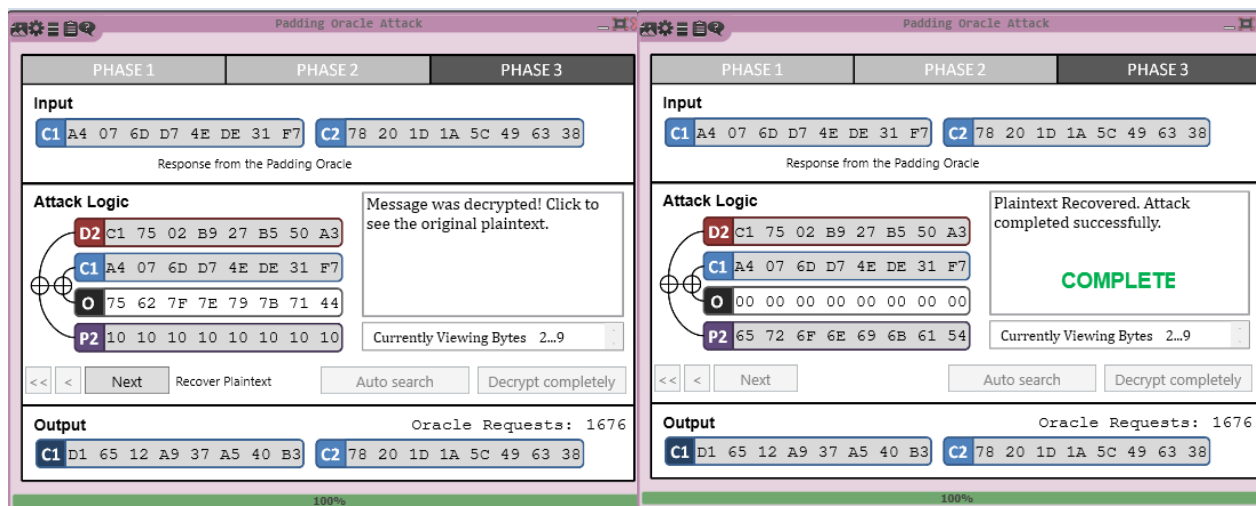 Padding Oracle Attack
PHASE 1 PHASE 2 PHASE 3
Input
C1 A4 07 6D D7 4E DE 31 F7 C2 78 20 1D 1A 5C 49 63 38
Response from the Padding Oracle
Attack Logic
Message was decrypted! Click to
see the original plaintext.
D2 C1 75 02 B9 27 B5 50 A3
C1 A4 07 6D D7 4E DE 31 F7
O 75 62 7F 7E 79 7B 71 44
P2 10 10 10 10 10 10 10 10
Currently Viewing Bytes 2...9
<< < Next Recover Plaintext Auto search Decrypt completely
Output Oracle Requests: 1676
C1 D1 65 12 A9 37 A5 40 B3 C2 78 20 1D 1A 5C 49 63 38
100%
Padding Oracle Attack
PHASE 1 PHASE 2 PHASE 3
Input
C1 A4 07 6D D7 4E DE 31 F7 C2 78 20 1D 1A 5C 49 63 38
Response from the Padding Oracle
Attack Logic
Plaintext Recovered. Attack
completed successfully.
COMPLETE
D2 C1 75 02 B9 27 B5 50 A3
C1 A4 07 6D D7 4E DE 31 F7
O 00 00 00 00 00 00 00 00
P2 65 72 6F 6E 69 6B 61 54
Currently Viewing Bytes 2...9
<< < Next Auto search Decrypt completely
Output Oracle Requests: 1676
C1 D1 65 12 A9 37 A5 40 B3 C2 78 20 1D 1A 5C 49 63 38
100%